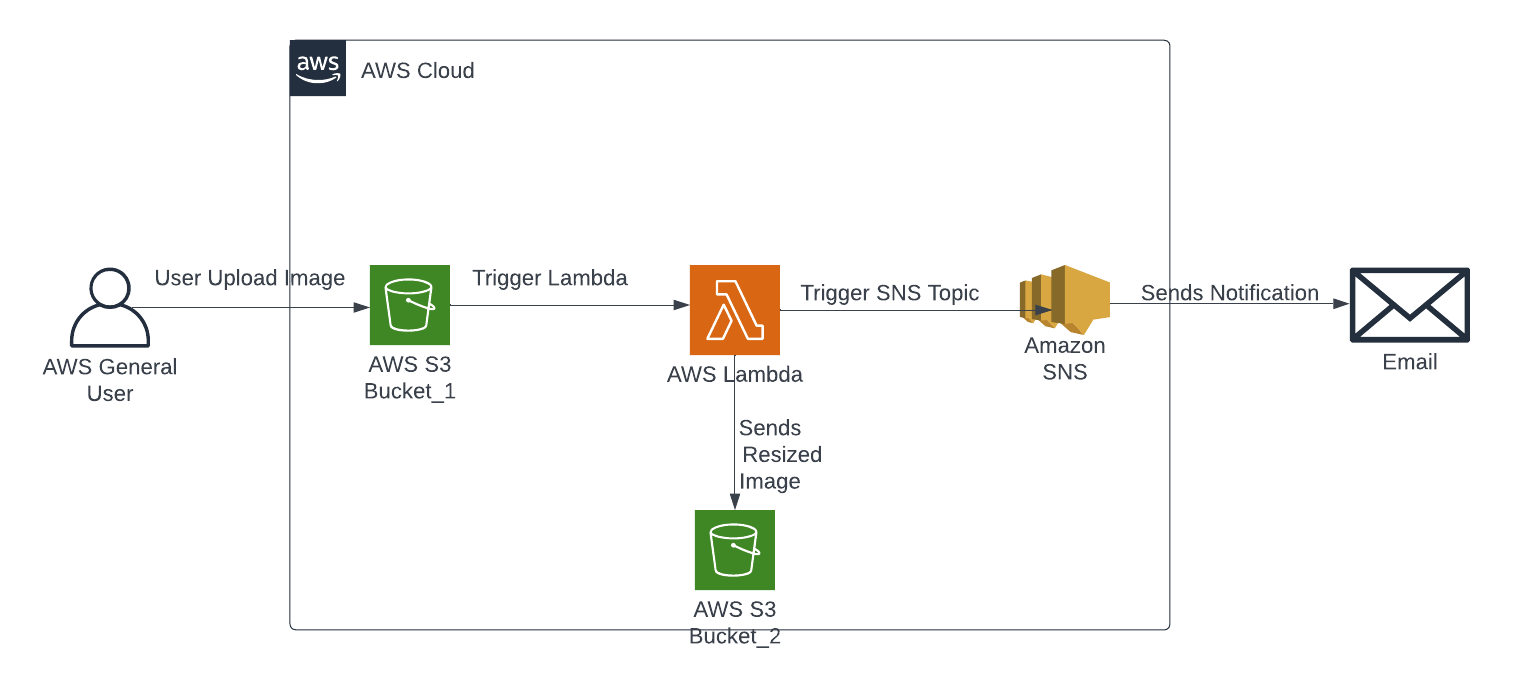 aws
AWS Cloud
User Upload Image
Trigger Lambda
Trigger SNS Topic
Sends Notification
AWS General
User
AWS S3
Bucket_1
AWS Lambda
Amazon
SNS
Email
Sends
Resized
Image
AWS S3
Bucket_2